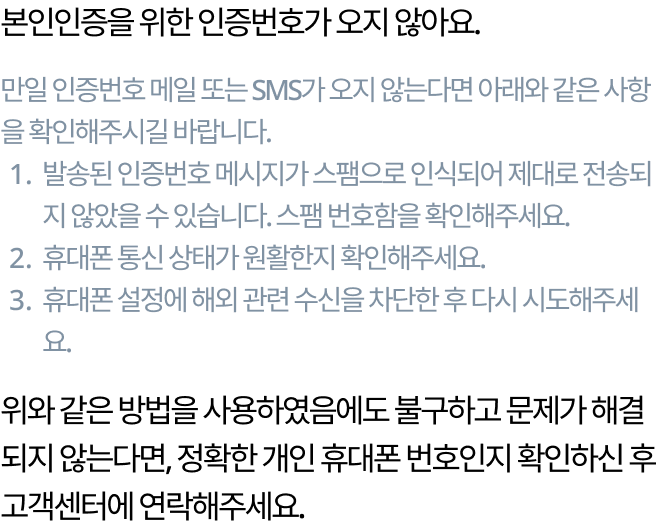 본인인증을 위한 인증번호가 오지 않아요.
만일 인증번호 메일 또는 SMS가 오지 않는다면 아래와 같은 사항
을 확인해주시길 바랍니다.
1. 발송된 인증번호 메시지가 스팸으로 인식되어 제대로 전송되
지 않았을 수 있습니다. 스팸 번호함을 확인해주세요.
2. 휴대폰 통신 상태가 원활한지 확인해주세요.
3. 휴대폰 설정에 해외 관련 수신을 차단한 후 다시 시도해주세
요.
위와 같은 방법을 사용하였음에도 불구하고 문제가 해결
되지 않는다면, 정확한 개인 휴대폰 번호인지 확인하신 후
고객센터에 연락해주세요.